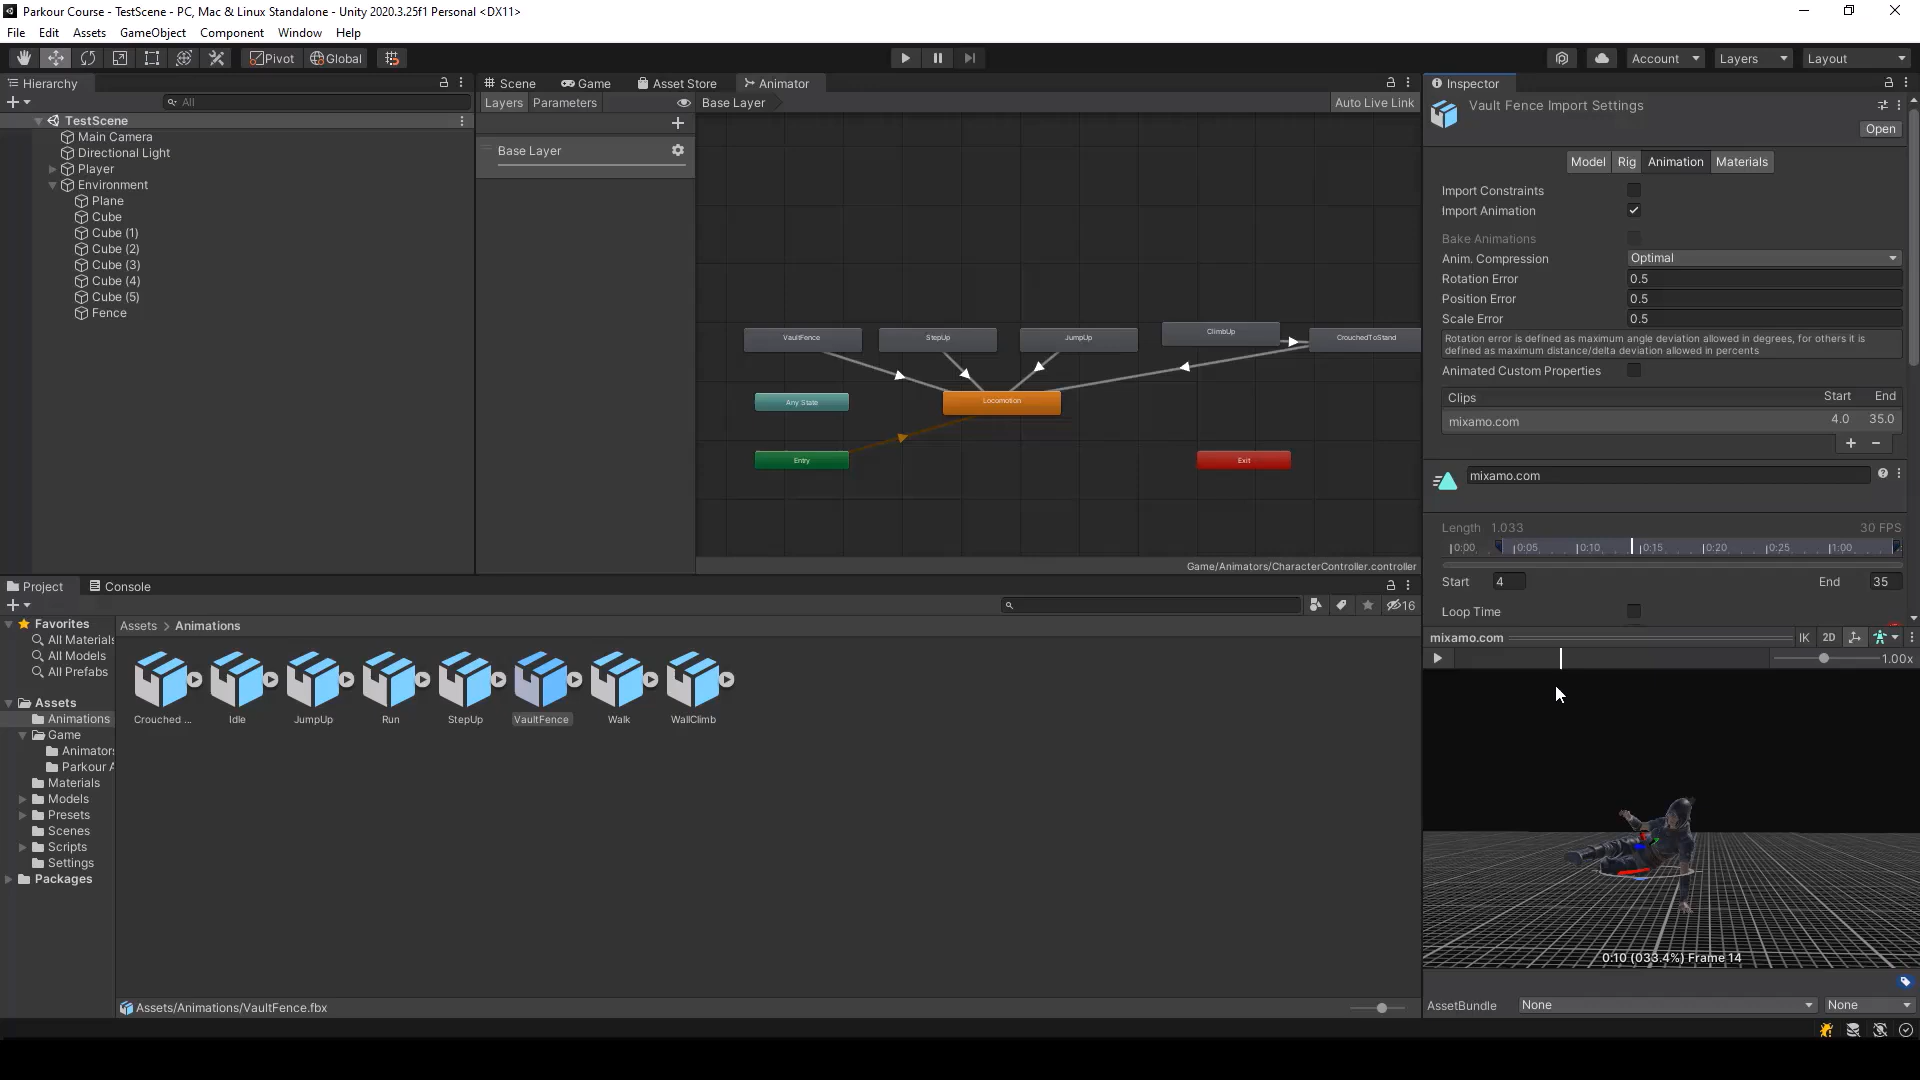 Parkour Course - TestScene - PC, Mac & Linux Standalone - Unity 2020.3.25f1 Personal <DX11>
File Edit Assets GameObject Component Window Help
Pivot Global Account Layers Layout
Hierarchy
All
TestScene
Main Camera
Directional Light
Player
Environment
Plane
Cube
Cube (1)
Cube (2)
Cube (3)
Cube (4)
Cube (5)
Fence
Scene Game Asset Store Animator
Layers Parameters Base Layer Auto Live Link
Base Layer
VaultFence StepUp JumpUp ClimbUp CrouchedToStand
Any State Locomotion
Entry Exit
Game/Animators/CharacterController.controller
Inspector
Vault Fence Import Settings
Open
Model Rig Animation Materials
Import Constraints
Import Animation
Bake Animations
Anim. Compression Optimal
Rotation Error 0.5
Position Error 0.5
Scale Error 0.5
Rotation error is defined as maximum angle deviation allowed in degrees, for others it is
defined as maximum distance/delta deviation allowed in percents
Animated Custom Properties
Clips Start End
mixamo.com 4.0 35.0
mixamo.com
Length 1.033 30 FPS
0:00 0:05 0:10 0:15 0:20 0:25 1:00
Start 4 End 35
Loop Time
mixamo.com IK 2D
1.00x
0:10 (033.4%) Frame 14
AssetBundle None None
Project Console
16
Favorites
All Materials
All Models
All Prefabs
Assets
Animations
Game
Animators
Parkour A
Materials
Models
Presets
Scenes
Scripts
Settings
Packages
Assets > Animations
Crouched ... Idle JumpUp Run StepUp VaultFence Walk WallClimb
Assets/Animations/VaultFence.fbx